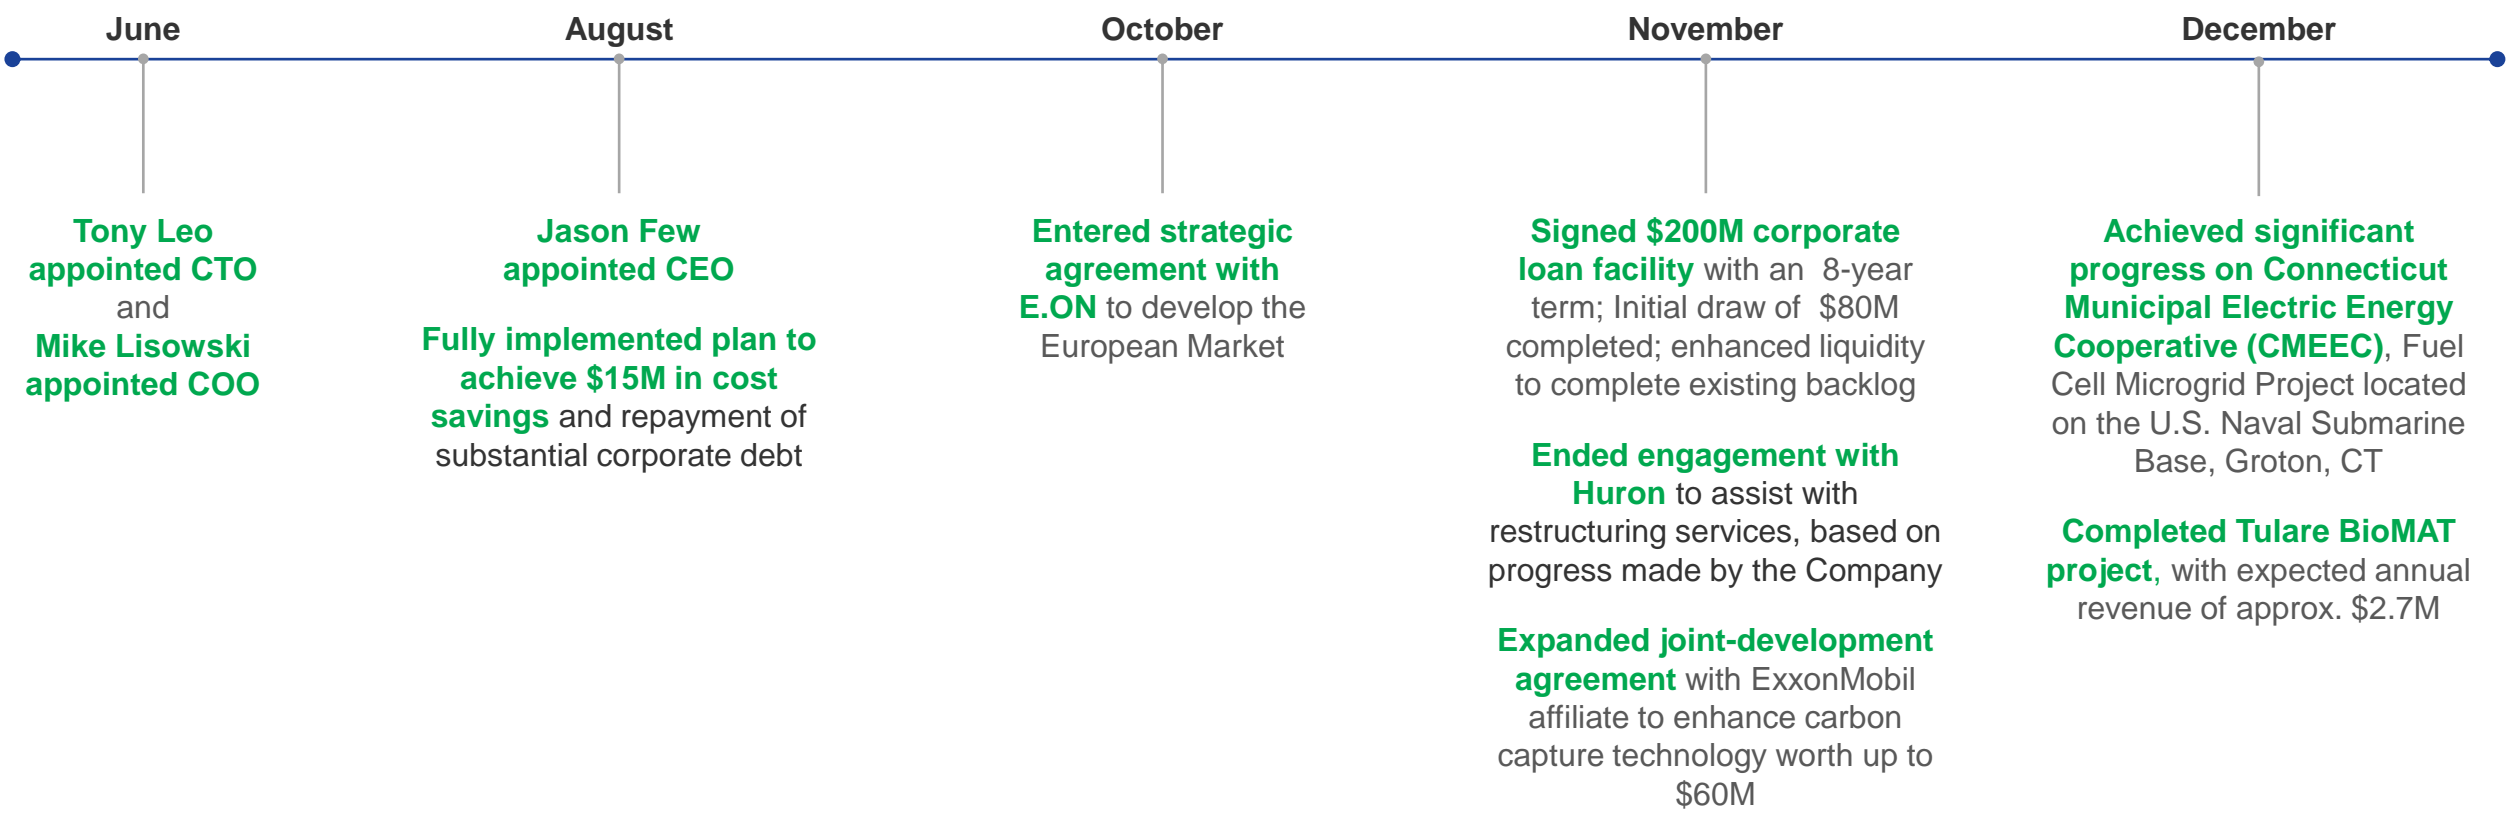 June
August
October
November
December
Tony Leo
appointed CTO
and
Mike Lisowski
appointed COO
Jason Few
appointed CEO
Fully implemented plan to
achieve $15M in cost
savings and repayment of
substantial corporate debt
Entered strategic
agreement with
E.ON to develop the
European Market
Signed $200M corporate
loan facility with an 8-year
term; Initial draw of $80M
completed; enhanced liquidity
to complete existing backlog
Ended engagement with
Huron to assist with
restructuring services, based on
progress made by the Company
Expanded joint-development
agreement with ExxonMobil
affiliate to enhance carbon
capture technology worth up to
$60M
Achieved significant
progress on Connecticut
Municipal Electric Energy
Cooperative (CMEEC), Fuel
Cell Microgrid Project located
on the U.S. Naval Submarine
Base, Groton, CT
Completed Tulare BioMAT
project, with expected annual
revenue of approx. $2.7M